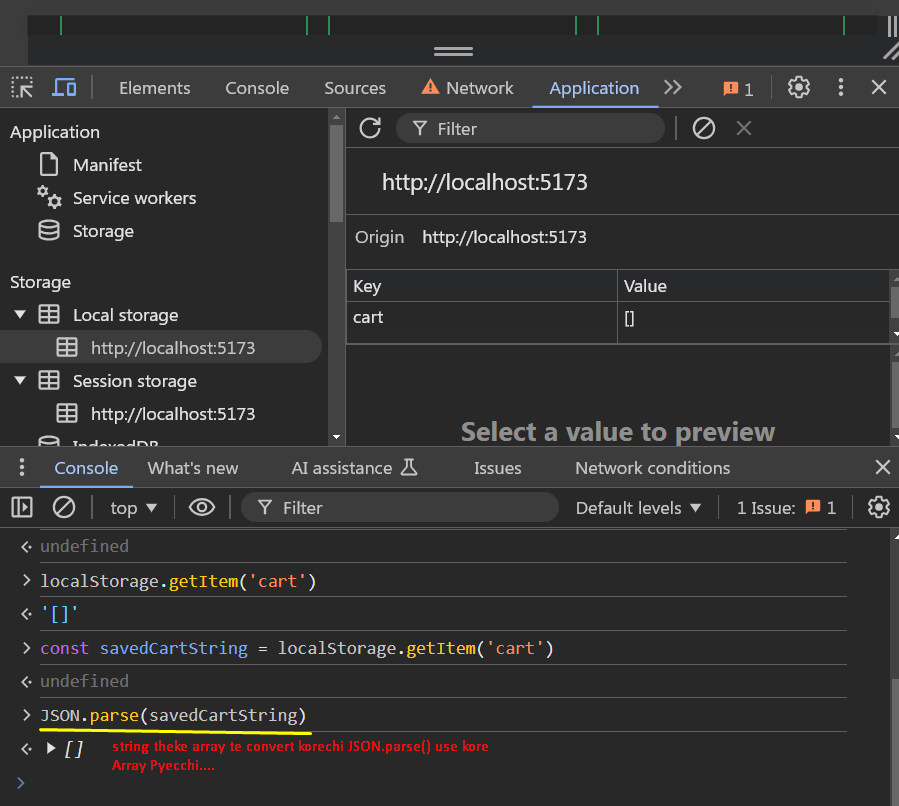 Elements Console Sources Network Application 1
Application
Manifest
Service workers
Storage
Storage
Local storage
http://localhost:5173
Session storage
http://localhost:5173
IndexedDB
Filter
http://localhost:5173
Origin http://localhost:5173
Key Value
cart []
Select a value to preview
Console What's new AI assistance Issues Network conditions
top Filter Default levels 1 Issue: 1
undefined
localStorage.getItem('cart')
'[]'
const savedCartString = localStorage.getItem('cart')
undefined
JSON.parse(savedCartString)
[]
string theke array te convert korechi JSON.parse() use kore
Array Pyecchi....